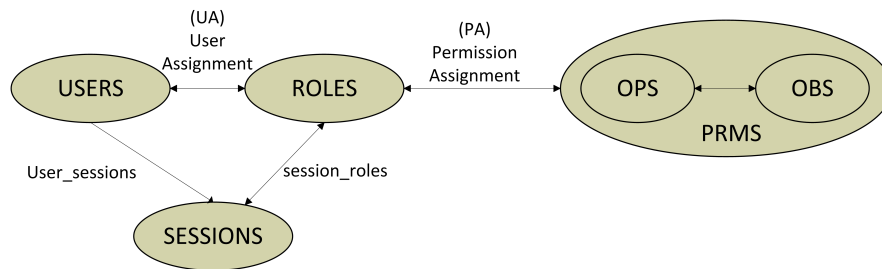 (UA)
User
Assignment
(PA)
Permission
Assignment
USERS
ROLES
OPS
OBS
PRMS
User_sessions
session_roles
SESSIONS